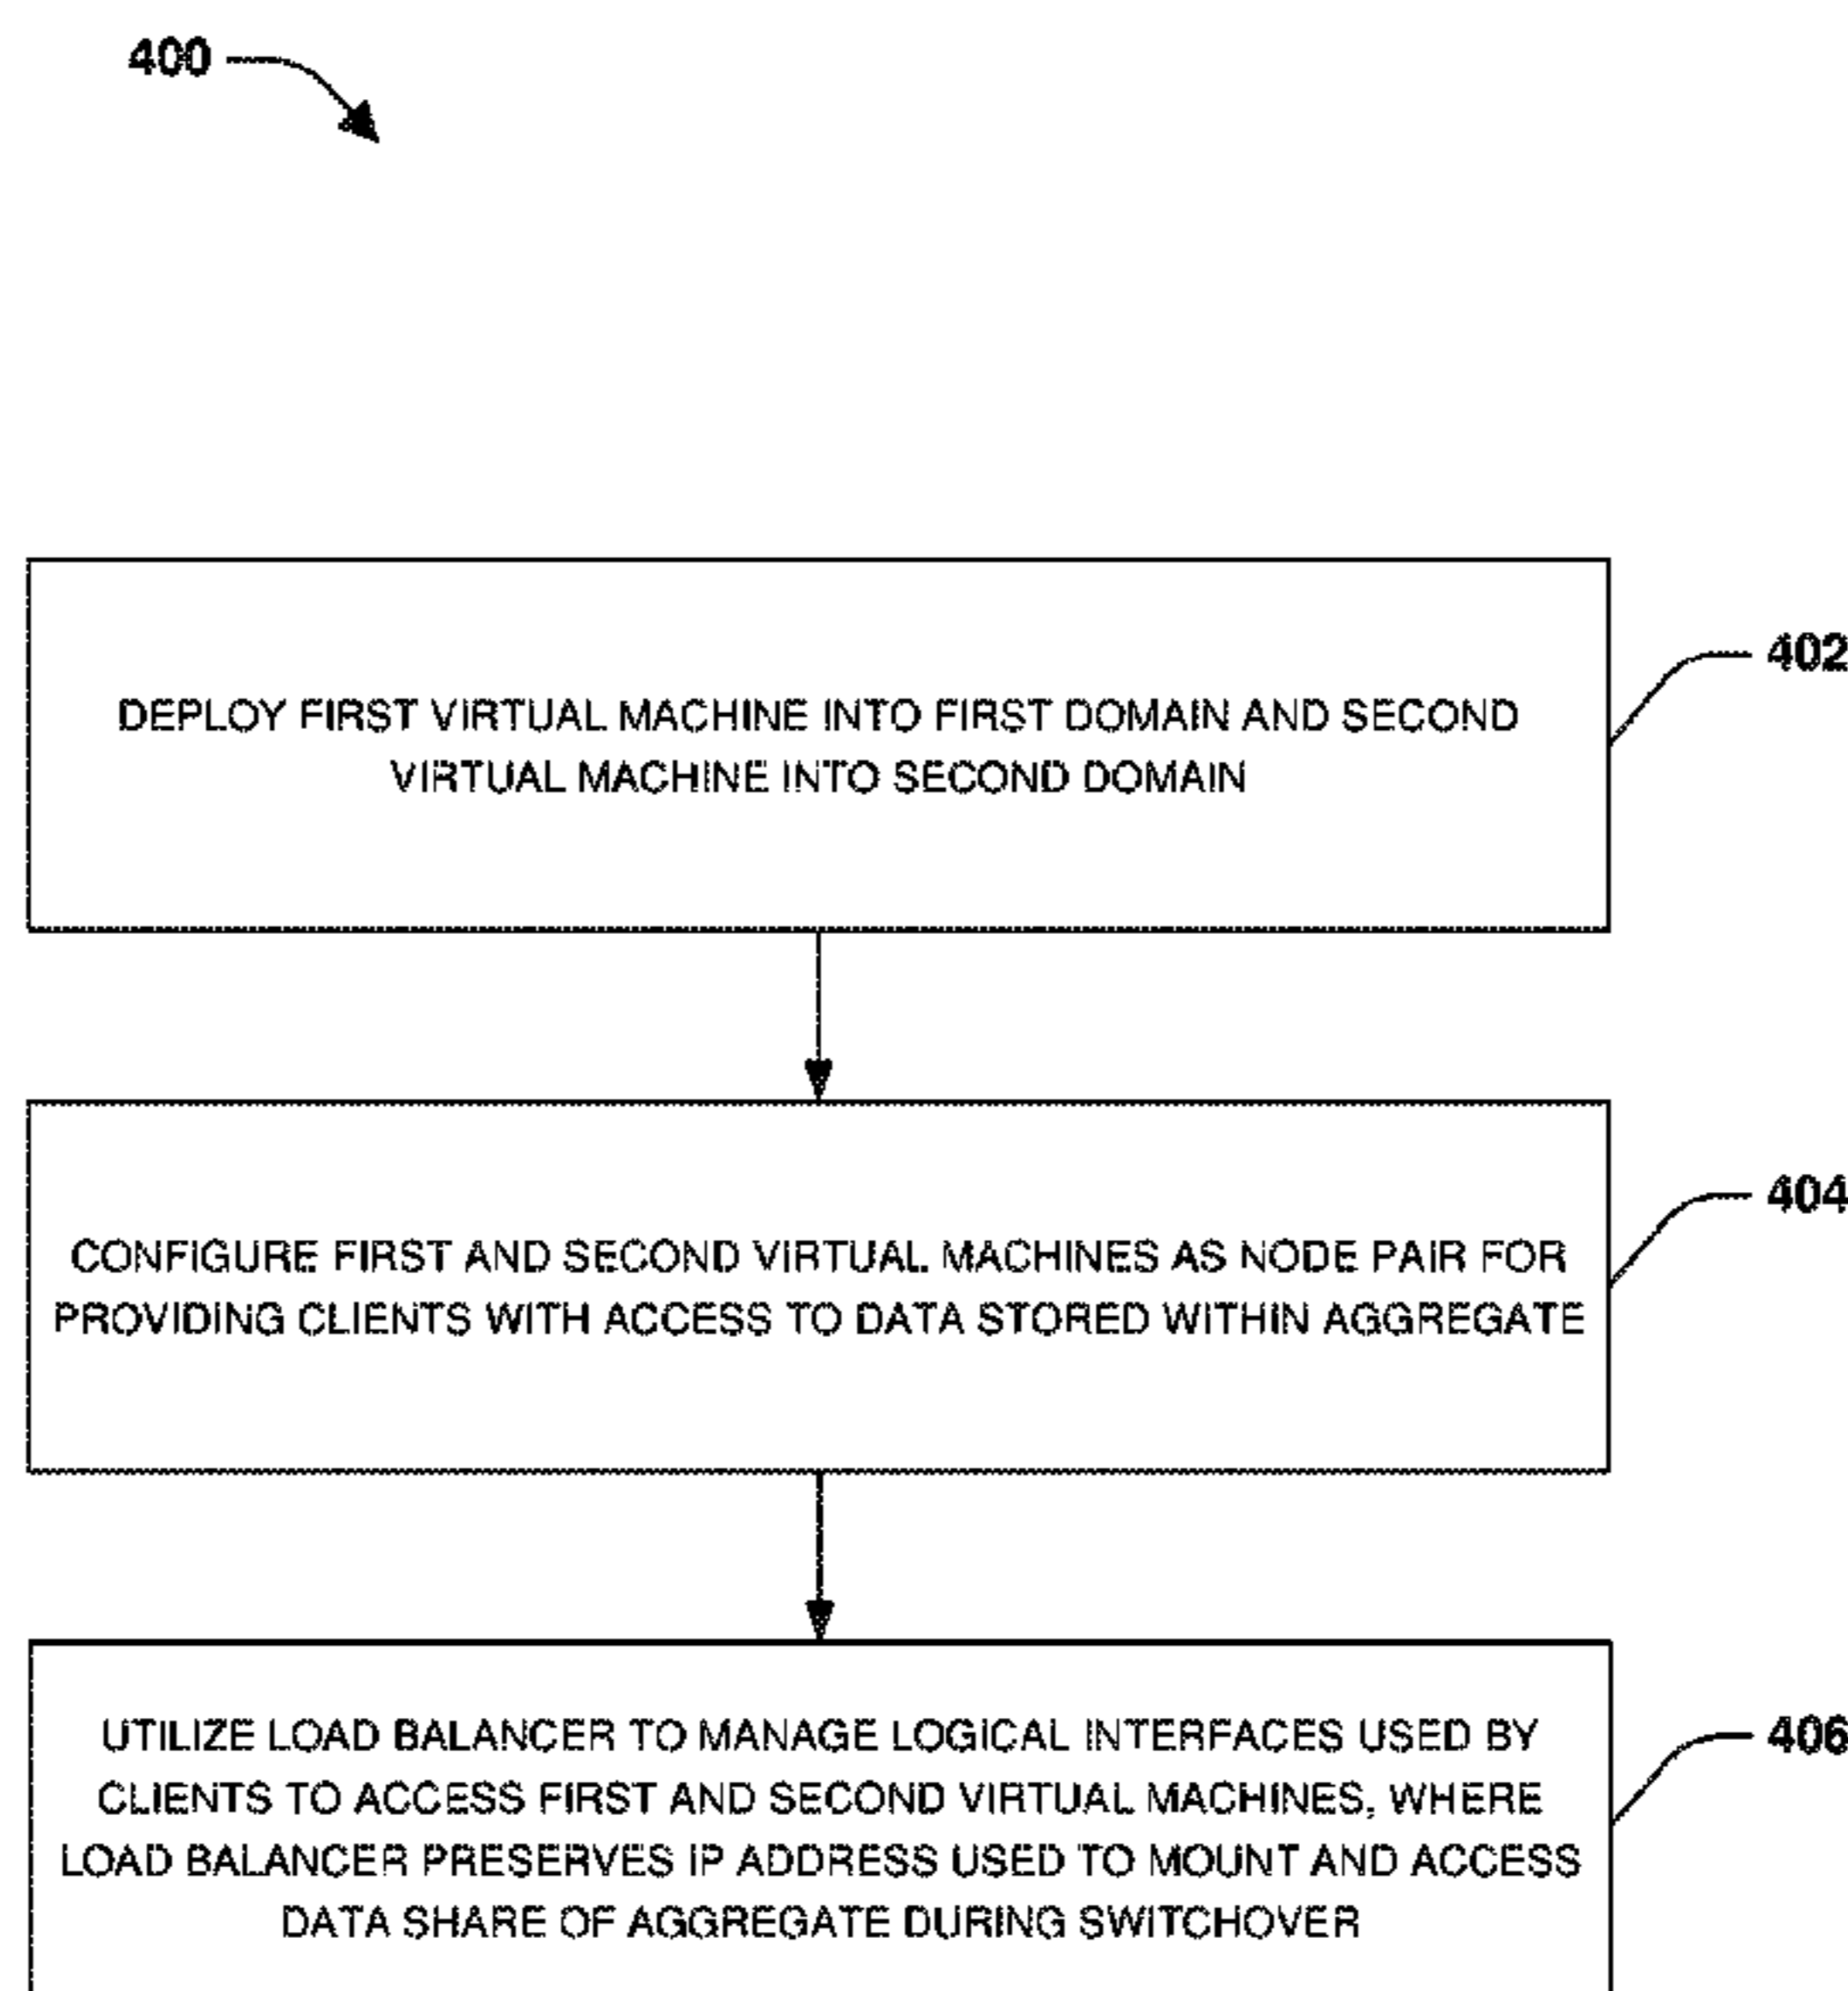 400
DEPLOY FIRST VIRTUAL MACHINE INTO FIRST DOMAIN AND SECOND
VIRTUAL MACHINE INTO SECOND DOMAIN
402
CONFIGURE FIRST AND SECOND VIRTUAL MACHINES AS NODE PAIR FOR
PROVIDING CLIENTS WITH ACCESS TO DATA STORED WITHIN AGGREGATE
404
UTILIZE LOAD BALANCER TO MANAGE LOGICAL INTERFACES USED BY
CLIENTS TO ACCESS FIRST AND SECOND VIRTUAL MACHINES, WHERE
LOAD BALANCER PRESERVES IP ADDRESS USED TO MOUNT AND ACCESS
DATA SHARE OF AGGREGATE DURING SWITCHOVER
406